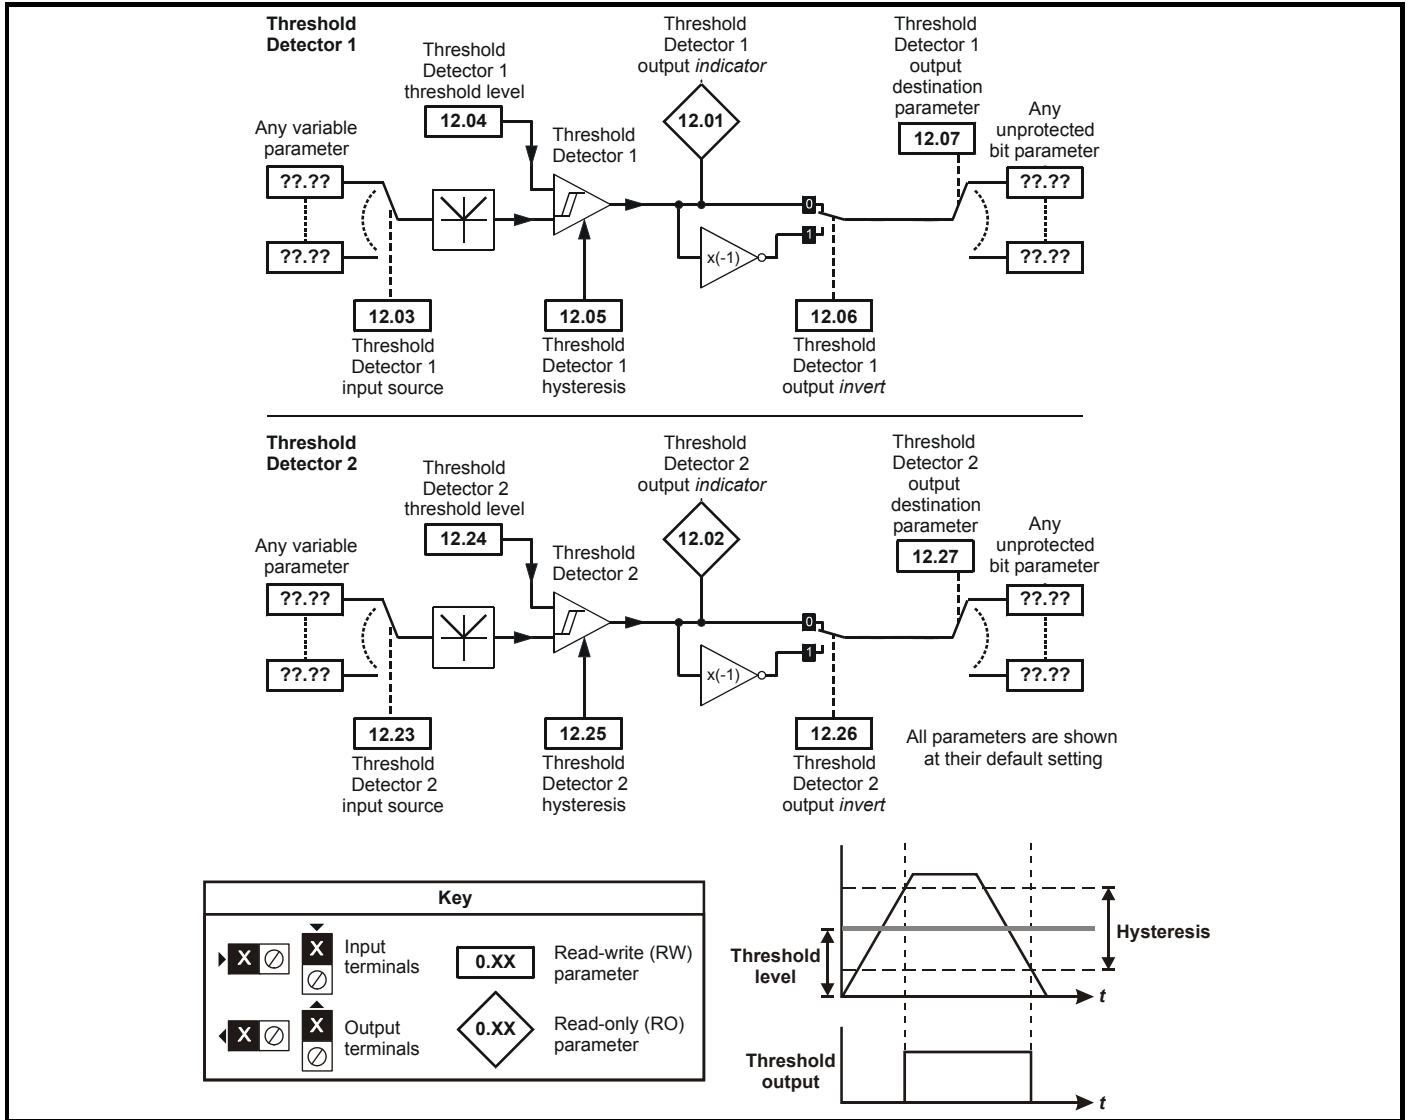 Threshold
Detector 1
Threshold
Detector 1
threshold level
12.04
Threshold
Detector 1
output indicator
12.01
Threshold
Detector 1
output
destination
parameter
12.07
Any variable
parameter
??.??
??.??
Threshold
Detector 1
Any
unprotected
bit parameter
??.??
??.??
0
1
x(-1)
12.03
Threshold
Detector 1
input source
12.05
Threshold
Detector 1
hysteresis
12.06
Threshold
Detector 1
output invert
Threshold
Detector 2
Threshold
Detector 2
threshold level
12.24
Threshold
Detector 2
output indicator
12.02
Threshold
Detector 2
output
destination
parameter
12.27
Any variable
parameter
??.??
??.??
Threshold
Detector 2
Any
unprotected
bit parameter
??.??
??.??
0
1
x(-1)
12.23
Threshold
Detector 2
input source
12.25
Threshold
Detector 2
hysteresis
12.26
Threshold
Detector 2
output invert
All parameters are shown
at their default setting
Key
X
X
Input
terminals
0.XX
Read-write (RW)
parameter
X
X
Output
terminals
0.XX
Read-only (RO)
parameter
Threshold
level
Hysteresis
t
Threshold
output
t